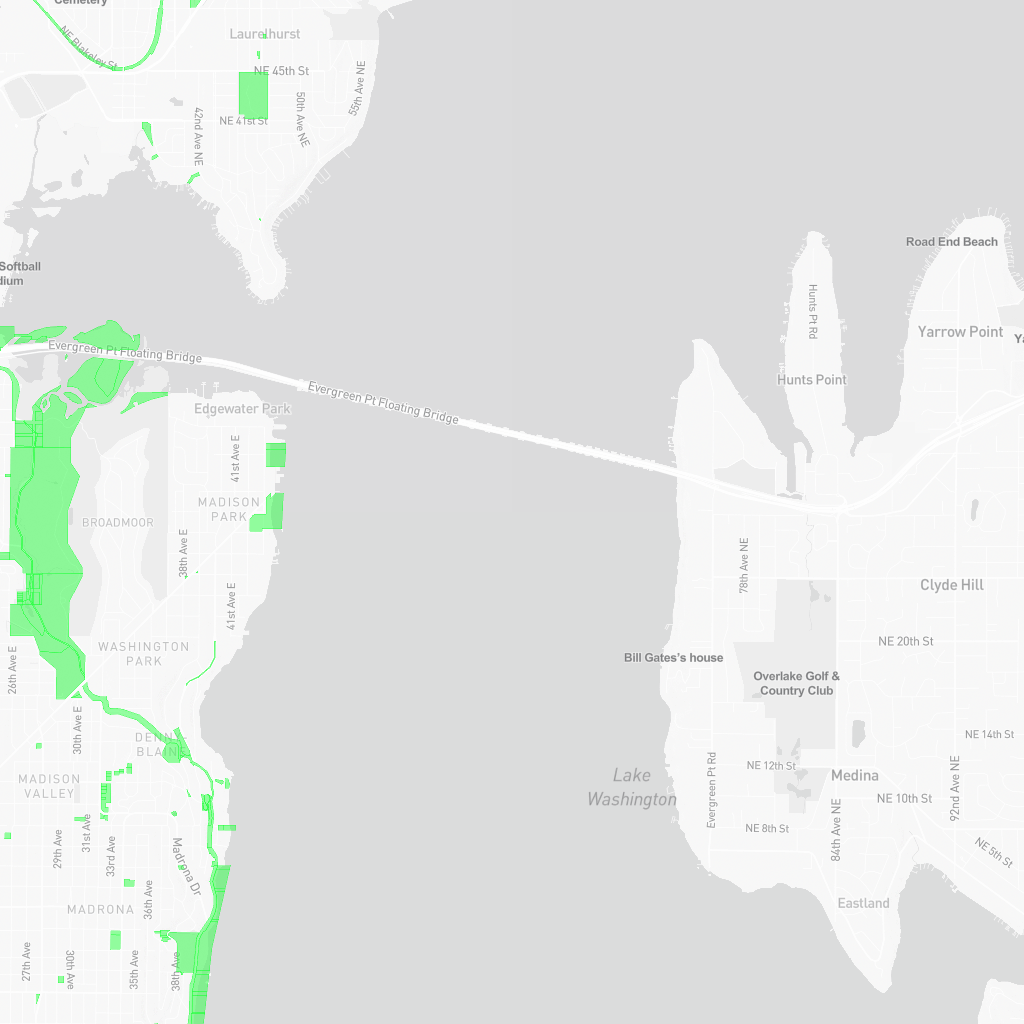 Cemetery
Laurelhurst
NE Blakeley St
NE 45th St
55th Ave NE
50th Ave NE
42nd Ave NE
NE 41st St
Softball
Road End Beach
Hunts Pt Rd
Yarrow Point
Evergreen Pt Floating Bridge
Hunts Point
Evergreen Pt Floating Bridge
Edgewater Park
41st Ave E
MADISON
PARK
BROADMOOR
38th Ave E
78th Ave NE
Clyde Hill
41st Ave E
NE 20th St
WASHINGTON
PARK
26th Ave E
Bill Gates's house
Overlake Golf &
Country Club
30th Ave E
NE 14th St
BLAINE
NE 12th St
Lake
Washington
Medina
MADISON
VALLEY
Evergreen Pt Rd
92nd Ave NE
NE 10th St
84th Ave NE
NE 8th St
31st Ave
29th Ave
33rd Ave
Madrona Dr
NE 5th St
36th Ave
MADRONA
Eastland
27th Ave
30th Ave
35th Ave
38th Ave